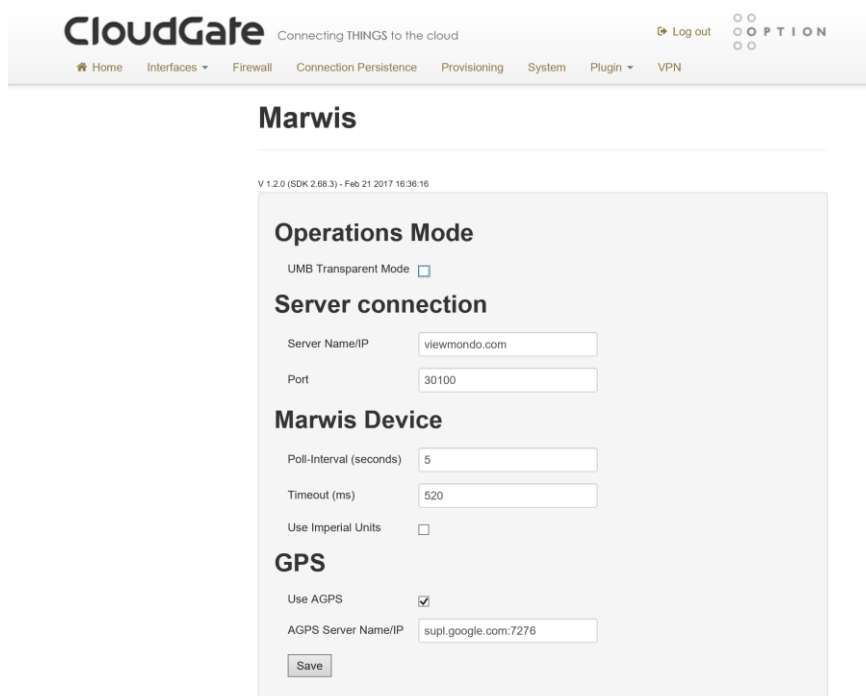 CloudGate Connecting THINGS to the cloud
Log out
OPTION
Home Interfaces Firewall Connection Persistence Provisioning System Plugin VPN
Marwis
V 1.2.0 (SDK 2.68.3) - Feb 21 2017 16:36:16
Operations Mode
UMB Transparent Mode
Server connection
Server Name/IP viewmondo.com
Port 30100
Marwis Device
Poll-Interval (seconds) 5
Timeout (ms) 520
Use Imperial Units
GPS
Use AGPS
AGPS Server Name/IP supl.google.com:7276
Save